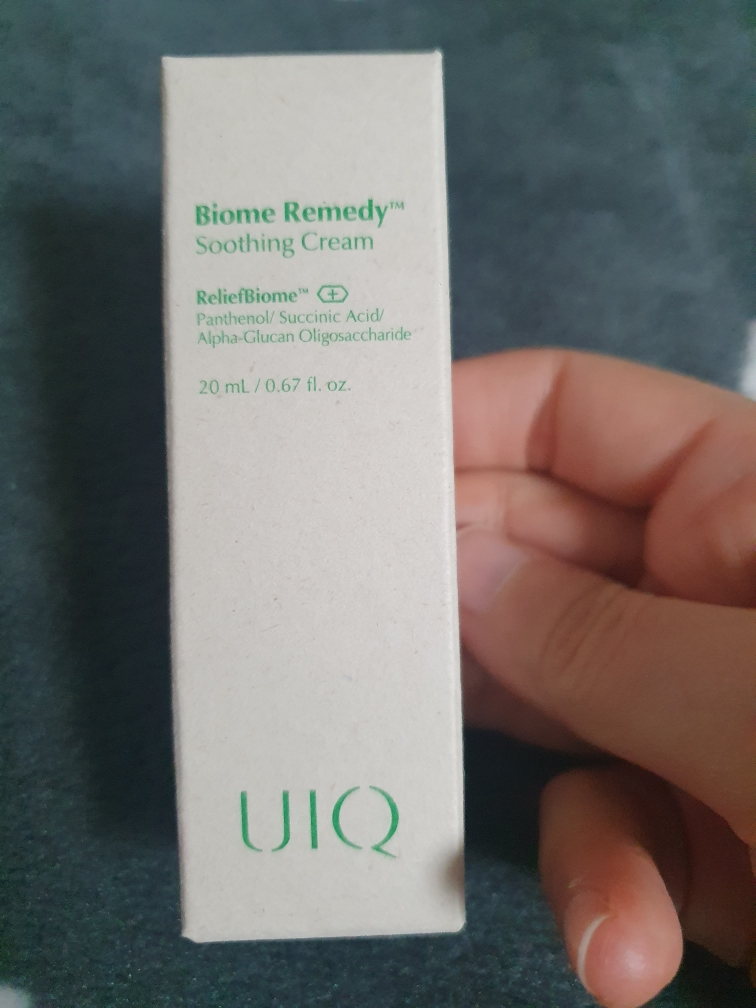 Biome Remedy™
Soothing Cream
ReliefBiome™
Panthenol/ Succinic Acid/
Alpha-Glucan Oligosaccharide
20 mL / 0.67 fl. oz.
UIQ